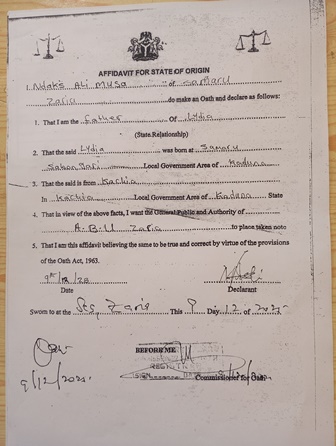 AFFIDAVIT FOR STATE OF ORIGIN
I Ndaks Ali Musa of Samaru
Zaria do make an Oath and declare as follows:
1. That I am the Father Of Lydia
(State Relationship)
2. That the said Lydia was born at Samaru
Sabon Gari Local Government Area of Kaduna
3. That the said is from Kachia
In Kachia Local Government Area of Kaduna State
4. That in view of the above facts, I want the General Public and Authority of
A.B.U Zaria to place taken note
5. That I am this affidavit believing the same to be true and correct by virtue of the provisions
of the Oath Act, 1963.
Date Declarant
Sworn to at the Zaria This 9 Day 12 of
BEFORE ME
Commissioner for Oath
9/12/202